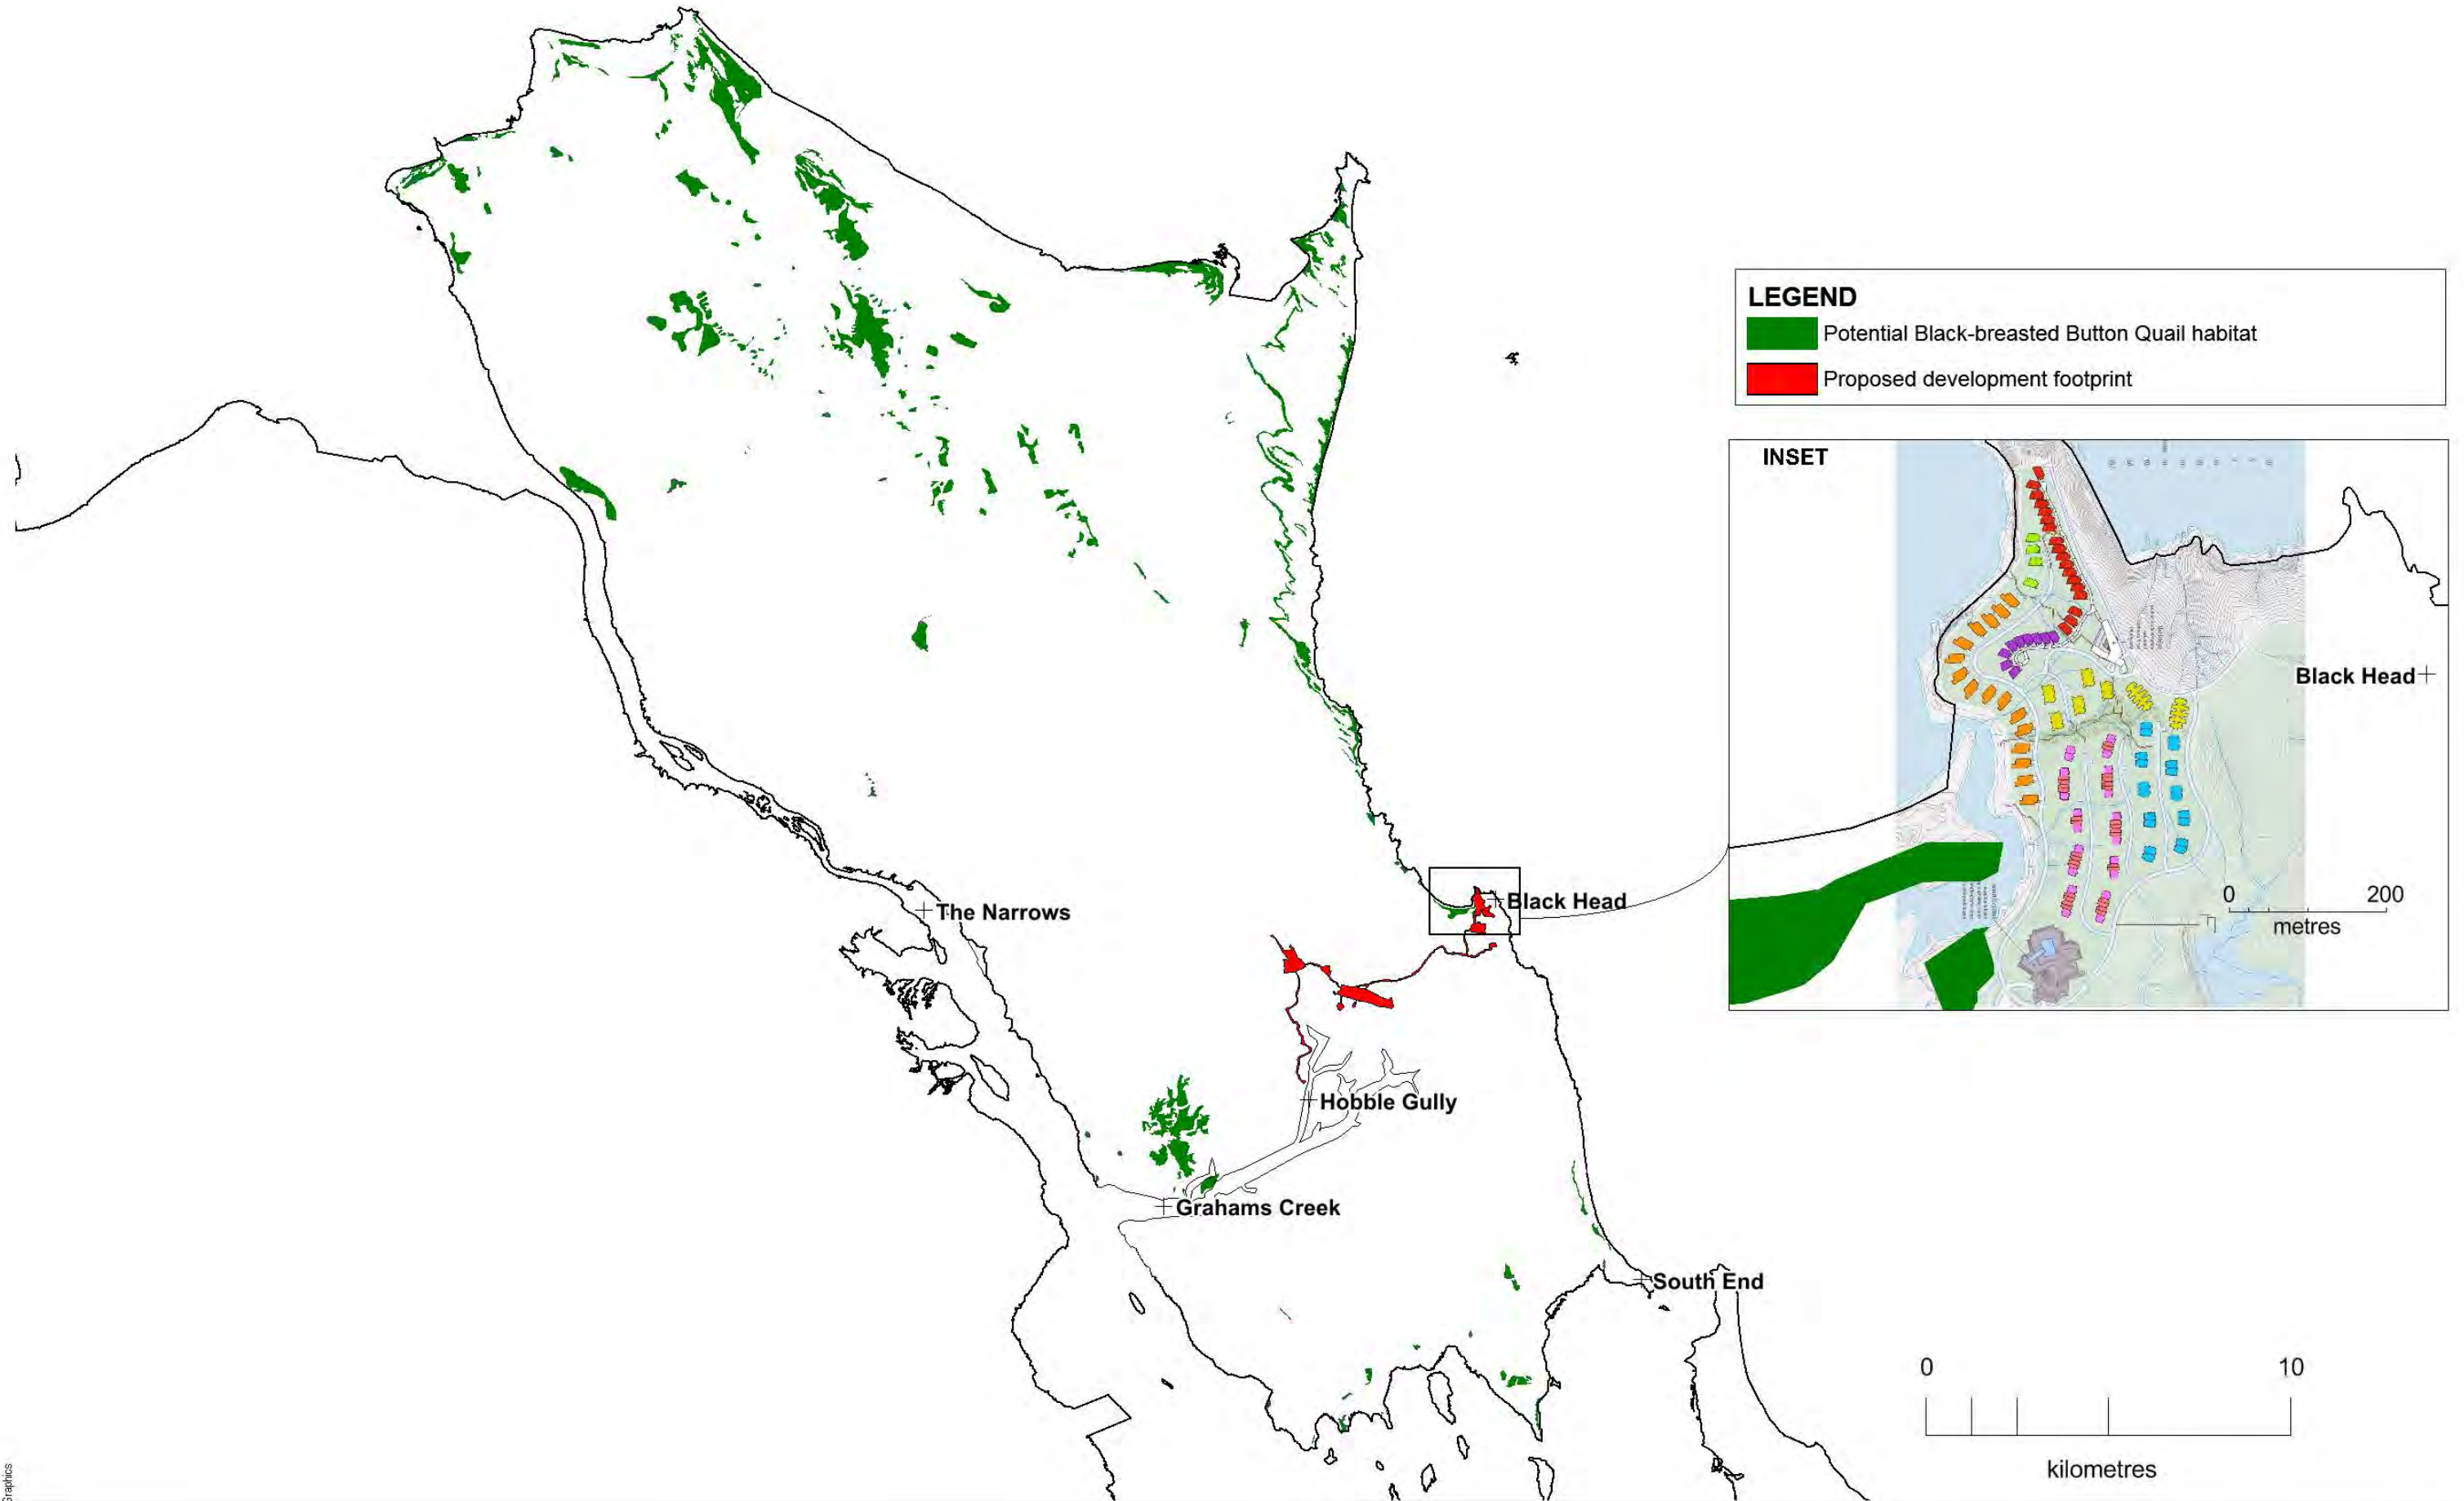 LEGEND
Potential Black-breasted Button Quail habitat
Proposed development footprint
INSET
Black Head
0 200
metres
Black Head
The Narrows
Hobble Gully
Grahams Creek
South End
0 10
kilometres